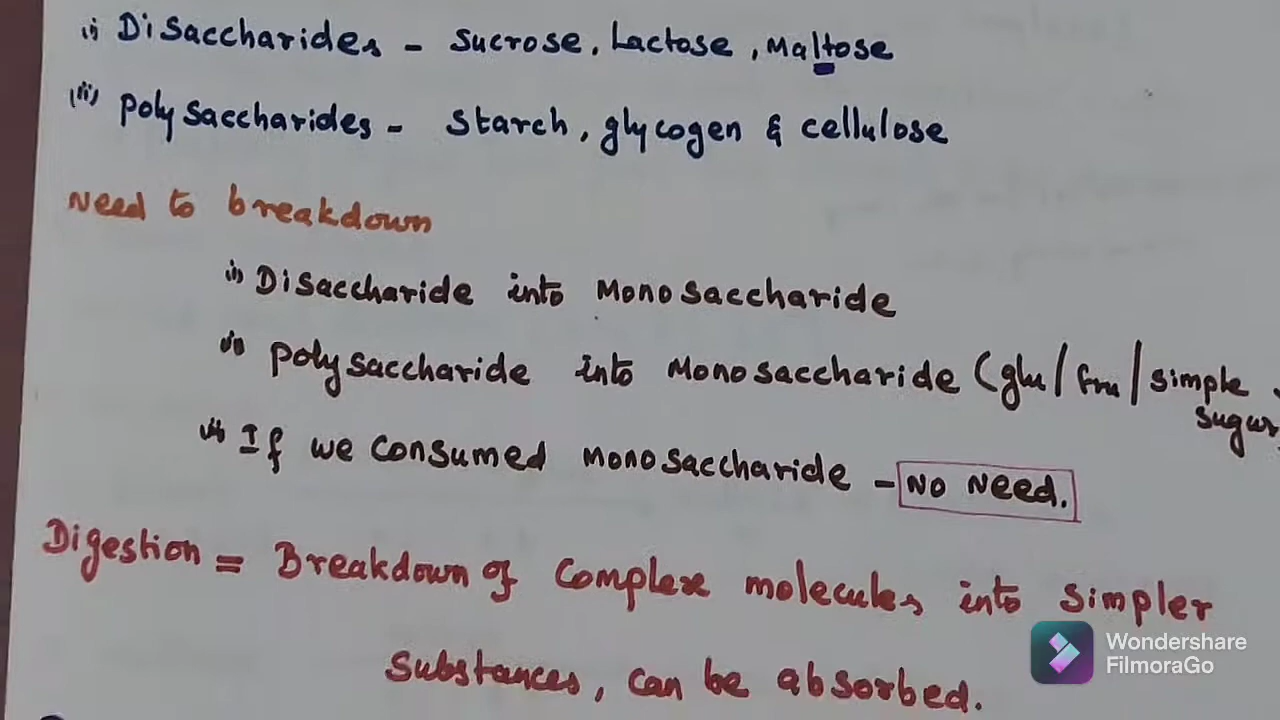 ii) Disaccharides - Sucrose, Lactose, Maltose
(iii) Polysaccharides - Starch, glycogen & cellulose
Need to breakdown
i) Disaccharide into Monosaccharide
ii) Polysaccharide into Monosaccharide (glu/fru/simple
sugar
iii) If we consumed monosaccharide - NO Need.
Digestion = Breakdown of Complex molecules into simpler
substances, can be absorbed.
Wondershare
FilmoraGo